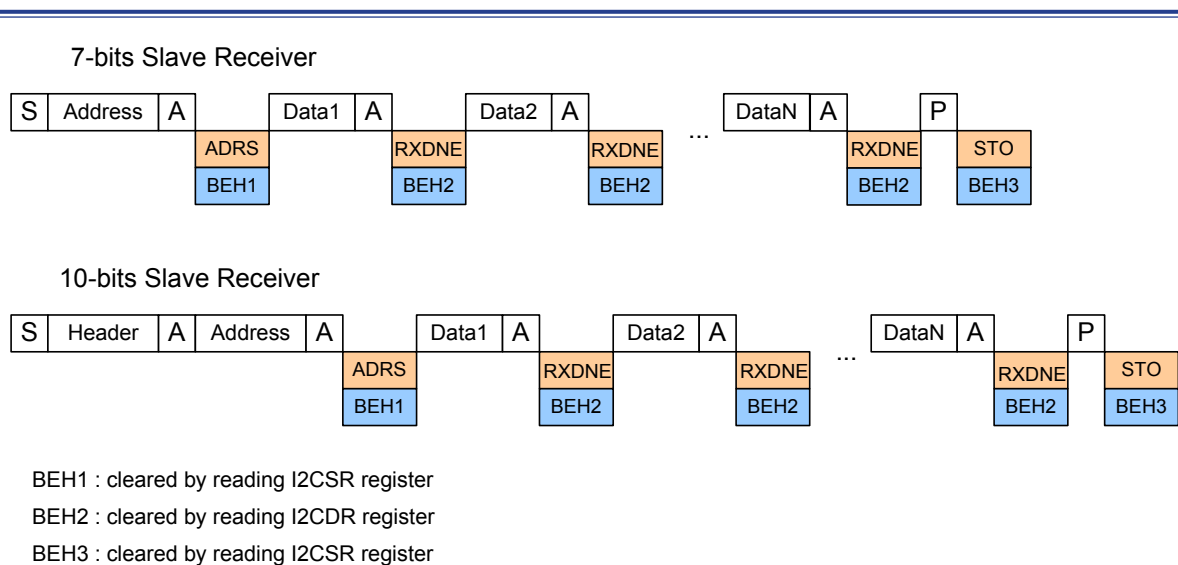 7-bits Slave Receiver
S Address A Data1 A Data2 A ... DataN A P
ADRS RXDNE RXDNE RXDNE STO
BEH1 BEH2 BEH2 BEH2 BEH3
10-bits Slave Receiver
S Header A Address A Data1 A Data2 A ... DataN A P
ADRS RXDNE RXDNE RXDNE STO
BEH1 BEH2 BEH2 BEH2 BEH3
BEH1 : cleared by reading I2CSR register
BEH2 : cleared by reading I2CDR register
BEH3 : cleared by reading I2CSR register